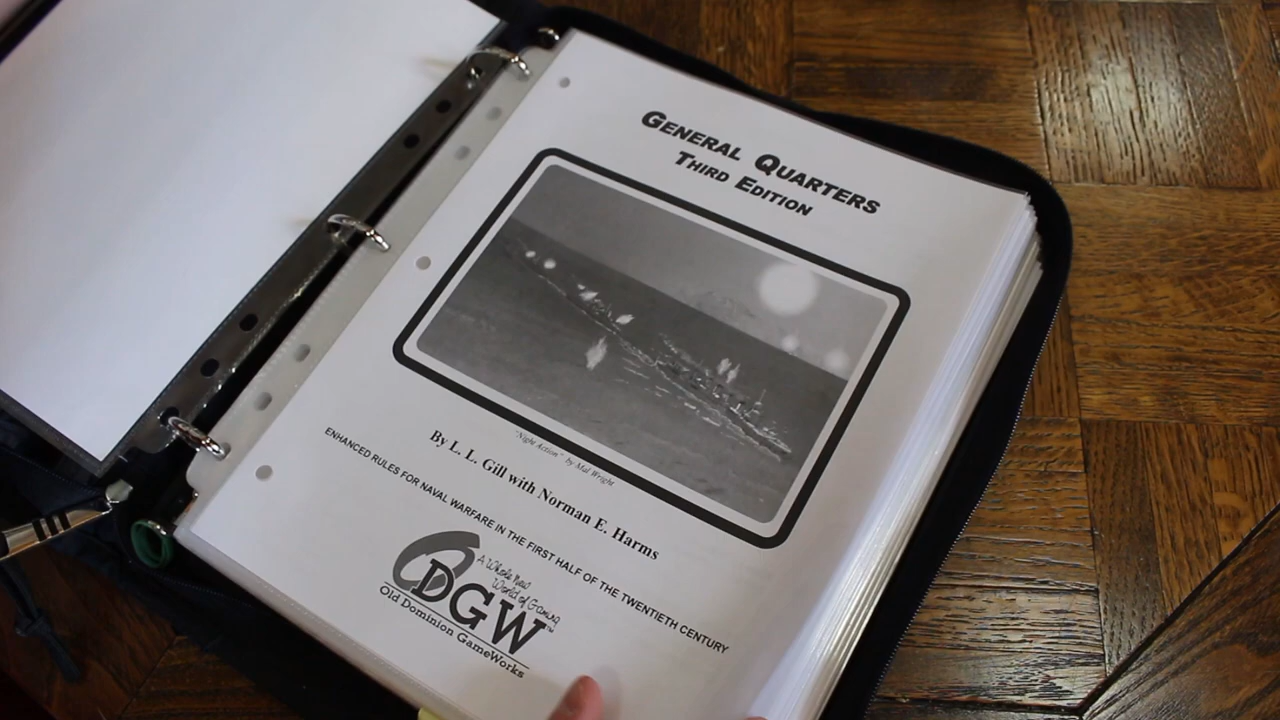 GENERAL QUARTERS
THIRD EDITION
"Night Action" by Mal Wright
By L. L. Gill with Norman E. Harms
ENHANCED RULES FOR NAVAL WARFARE IN THE FIRST HALF OF THE TWENTIETH CENTURY
A Whole New
World of Gaming
ODGW™
Old Dominion GameWorks